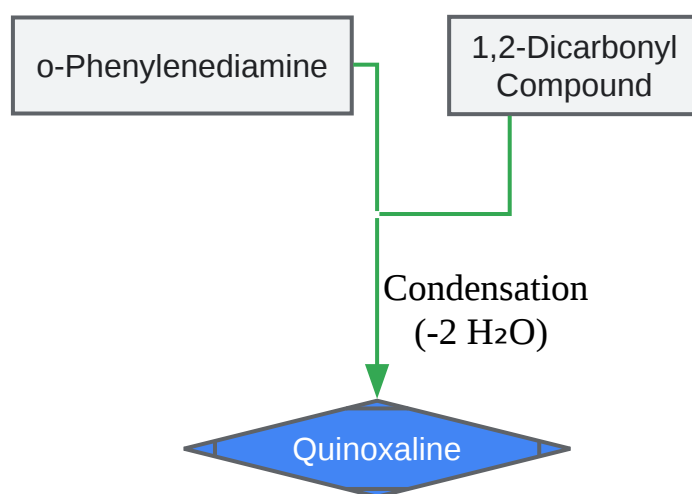 o-Phenylenediamine
1,2-Dicarbonyl
Compound
Condensation
(-2 H₂O)
Quinoxaline